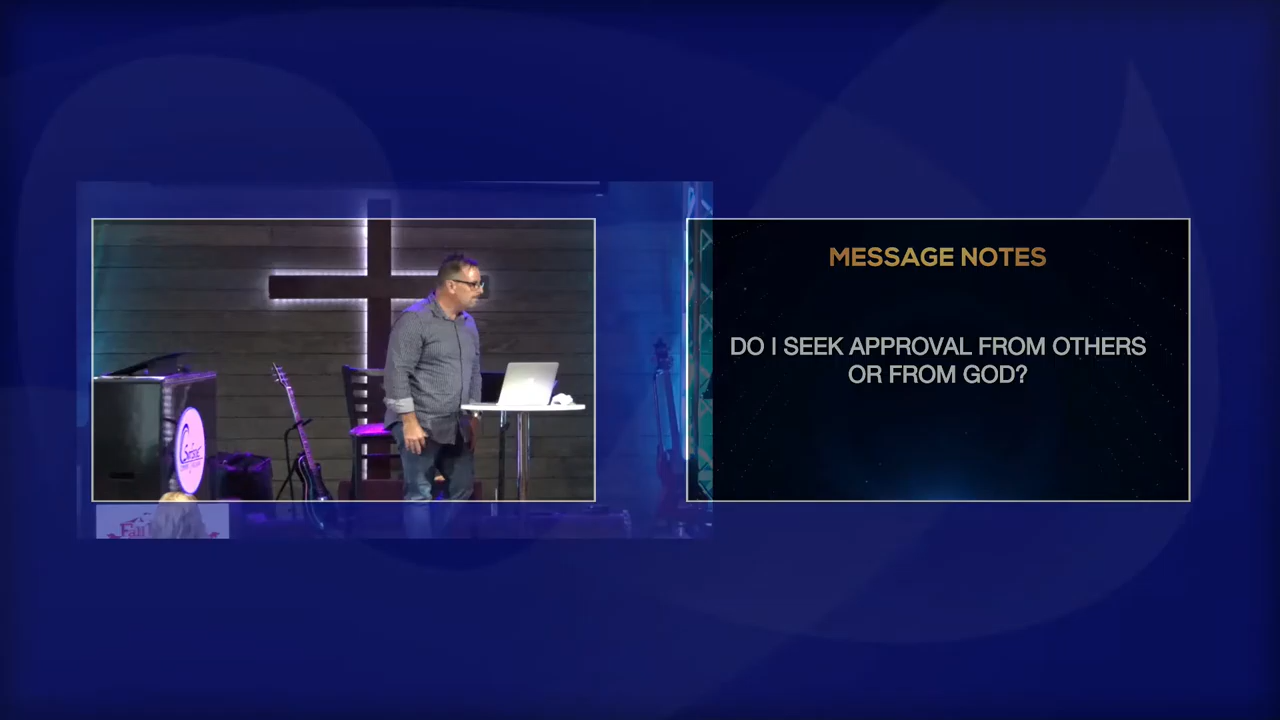 MESSAGE NOTES
DO I SEEK APPROVAL FROM OTHERS
OR FROM GOD?